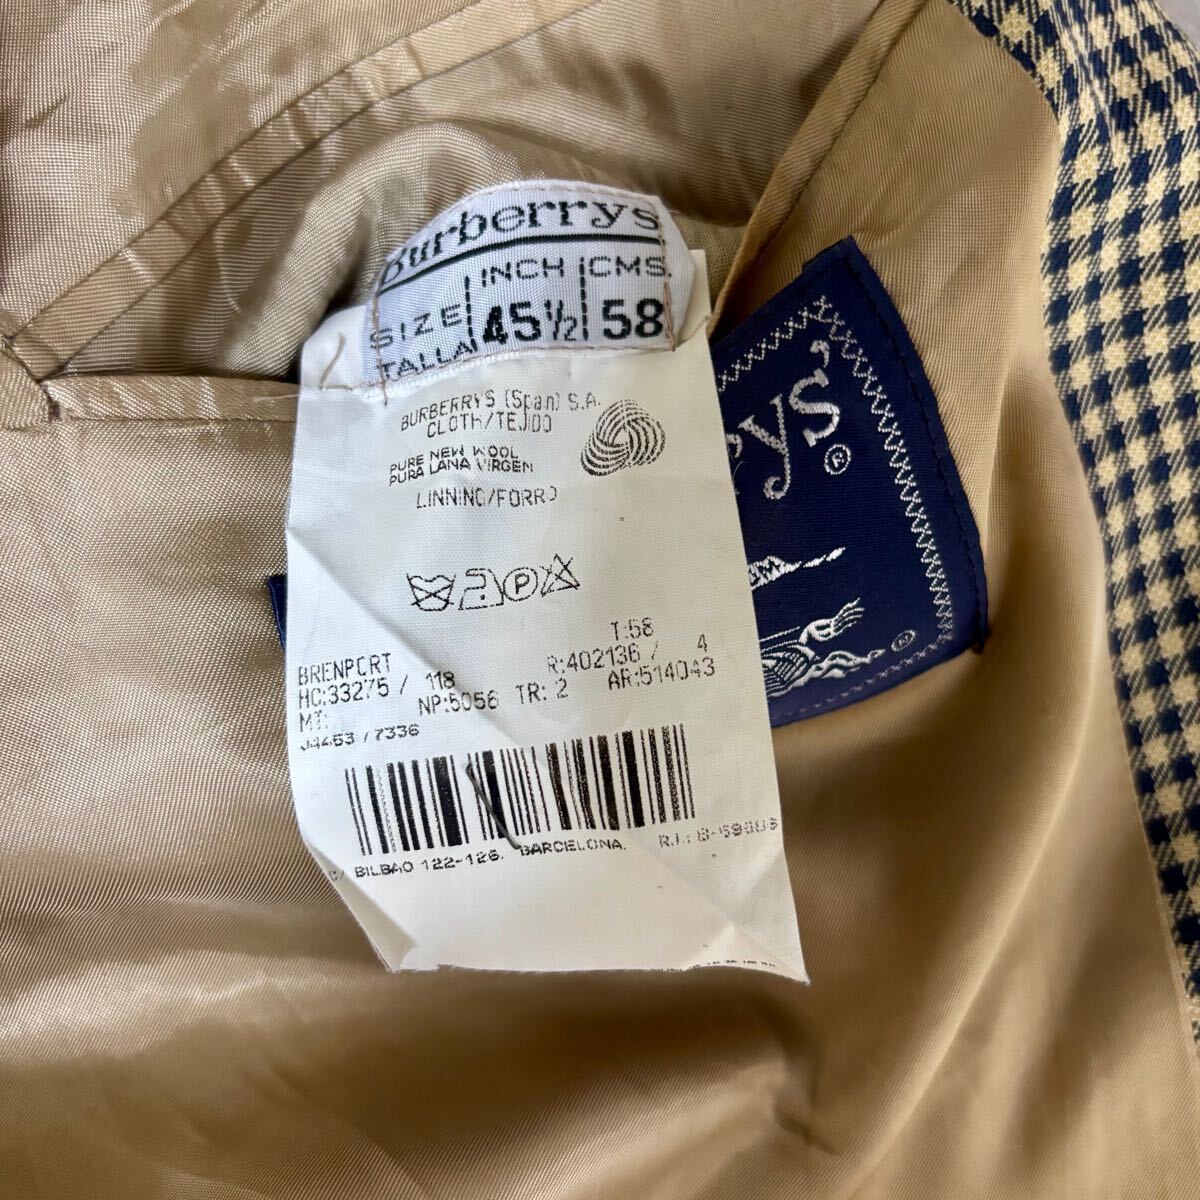 Burberrys
SIZE INCH CMS.
TALLA 45½ 58
BURBERRYS (Spain) S.A.
CLOTH/TEJIDO
PURE NEW WOOL
PURA LANA VIRGEN
LINNING/FORRO
P A
T:58
BRENPORT R:402136 / 4
HC:33275 / 118 AR:514043
MT: NP:5056 TR: 2
J4453 / 7336
C/ BILBAO 122-126. BARCELONA.
rys'
®